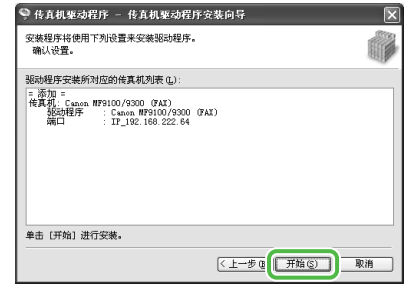 传真机驱动程序 - 传真机驱动程序安装向导
安装程序将使用下列设置来安装驱动程序。
确认设置。
驱动程序安装所对应的传真机列表(L):
= 添加 =
传真机: Canon MF9100/9300 (FAX)
驱动程序 : Canon MF9100/9300 (FAX)
端口 : IP_192.168.222.64
单击 [开始] 进行安装。
<上一步(B) 开始(S) 取消